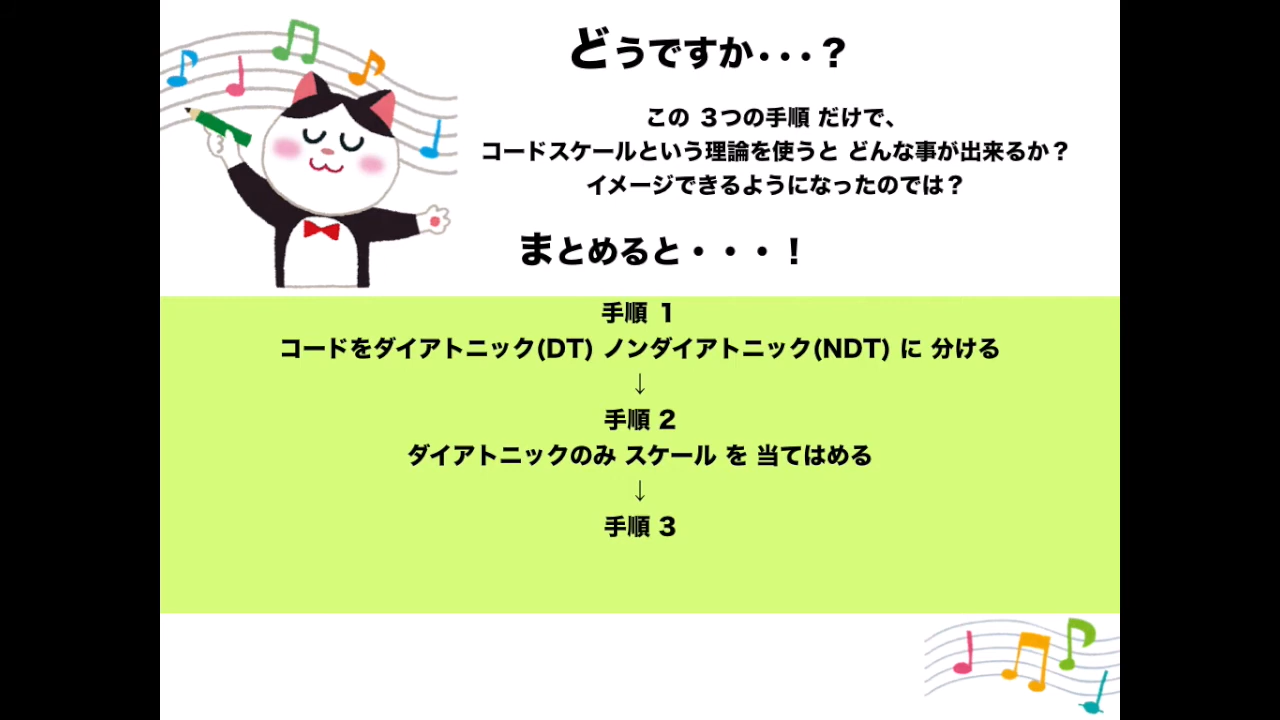 どうですか・・・？
この ３つの手順 だけで、
コードスケールという理論を使うと どんな事が出来るか？
イメージできるようになったのでは？
まとめると・・・！
手順 １
コードをダイアトニック(DT) ノンダイアトニック(NDT) に 分ける
↓
手順 2
ダイアトニックのみ スケール を 当てはめる
↓
手順 3